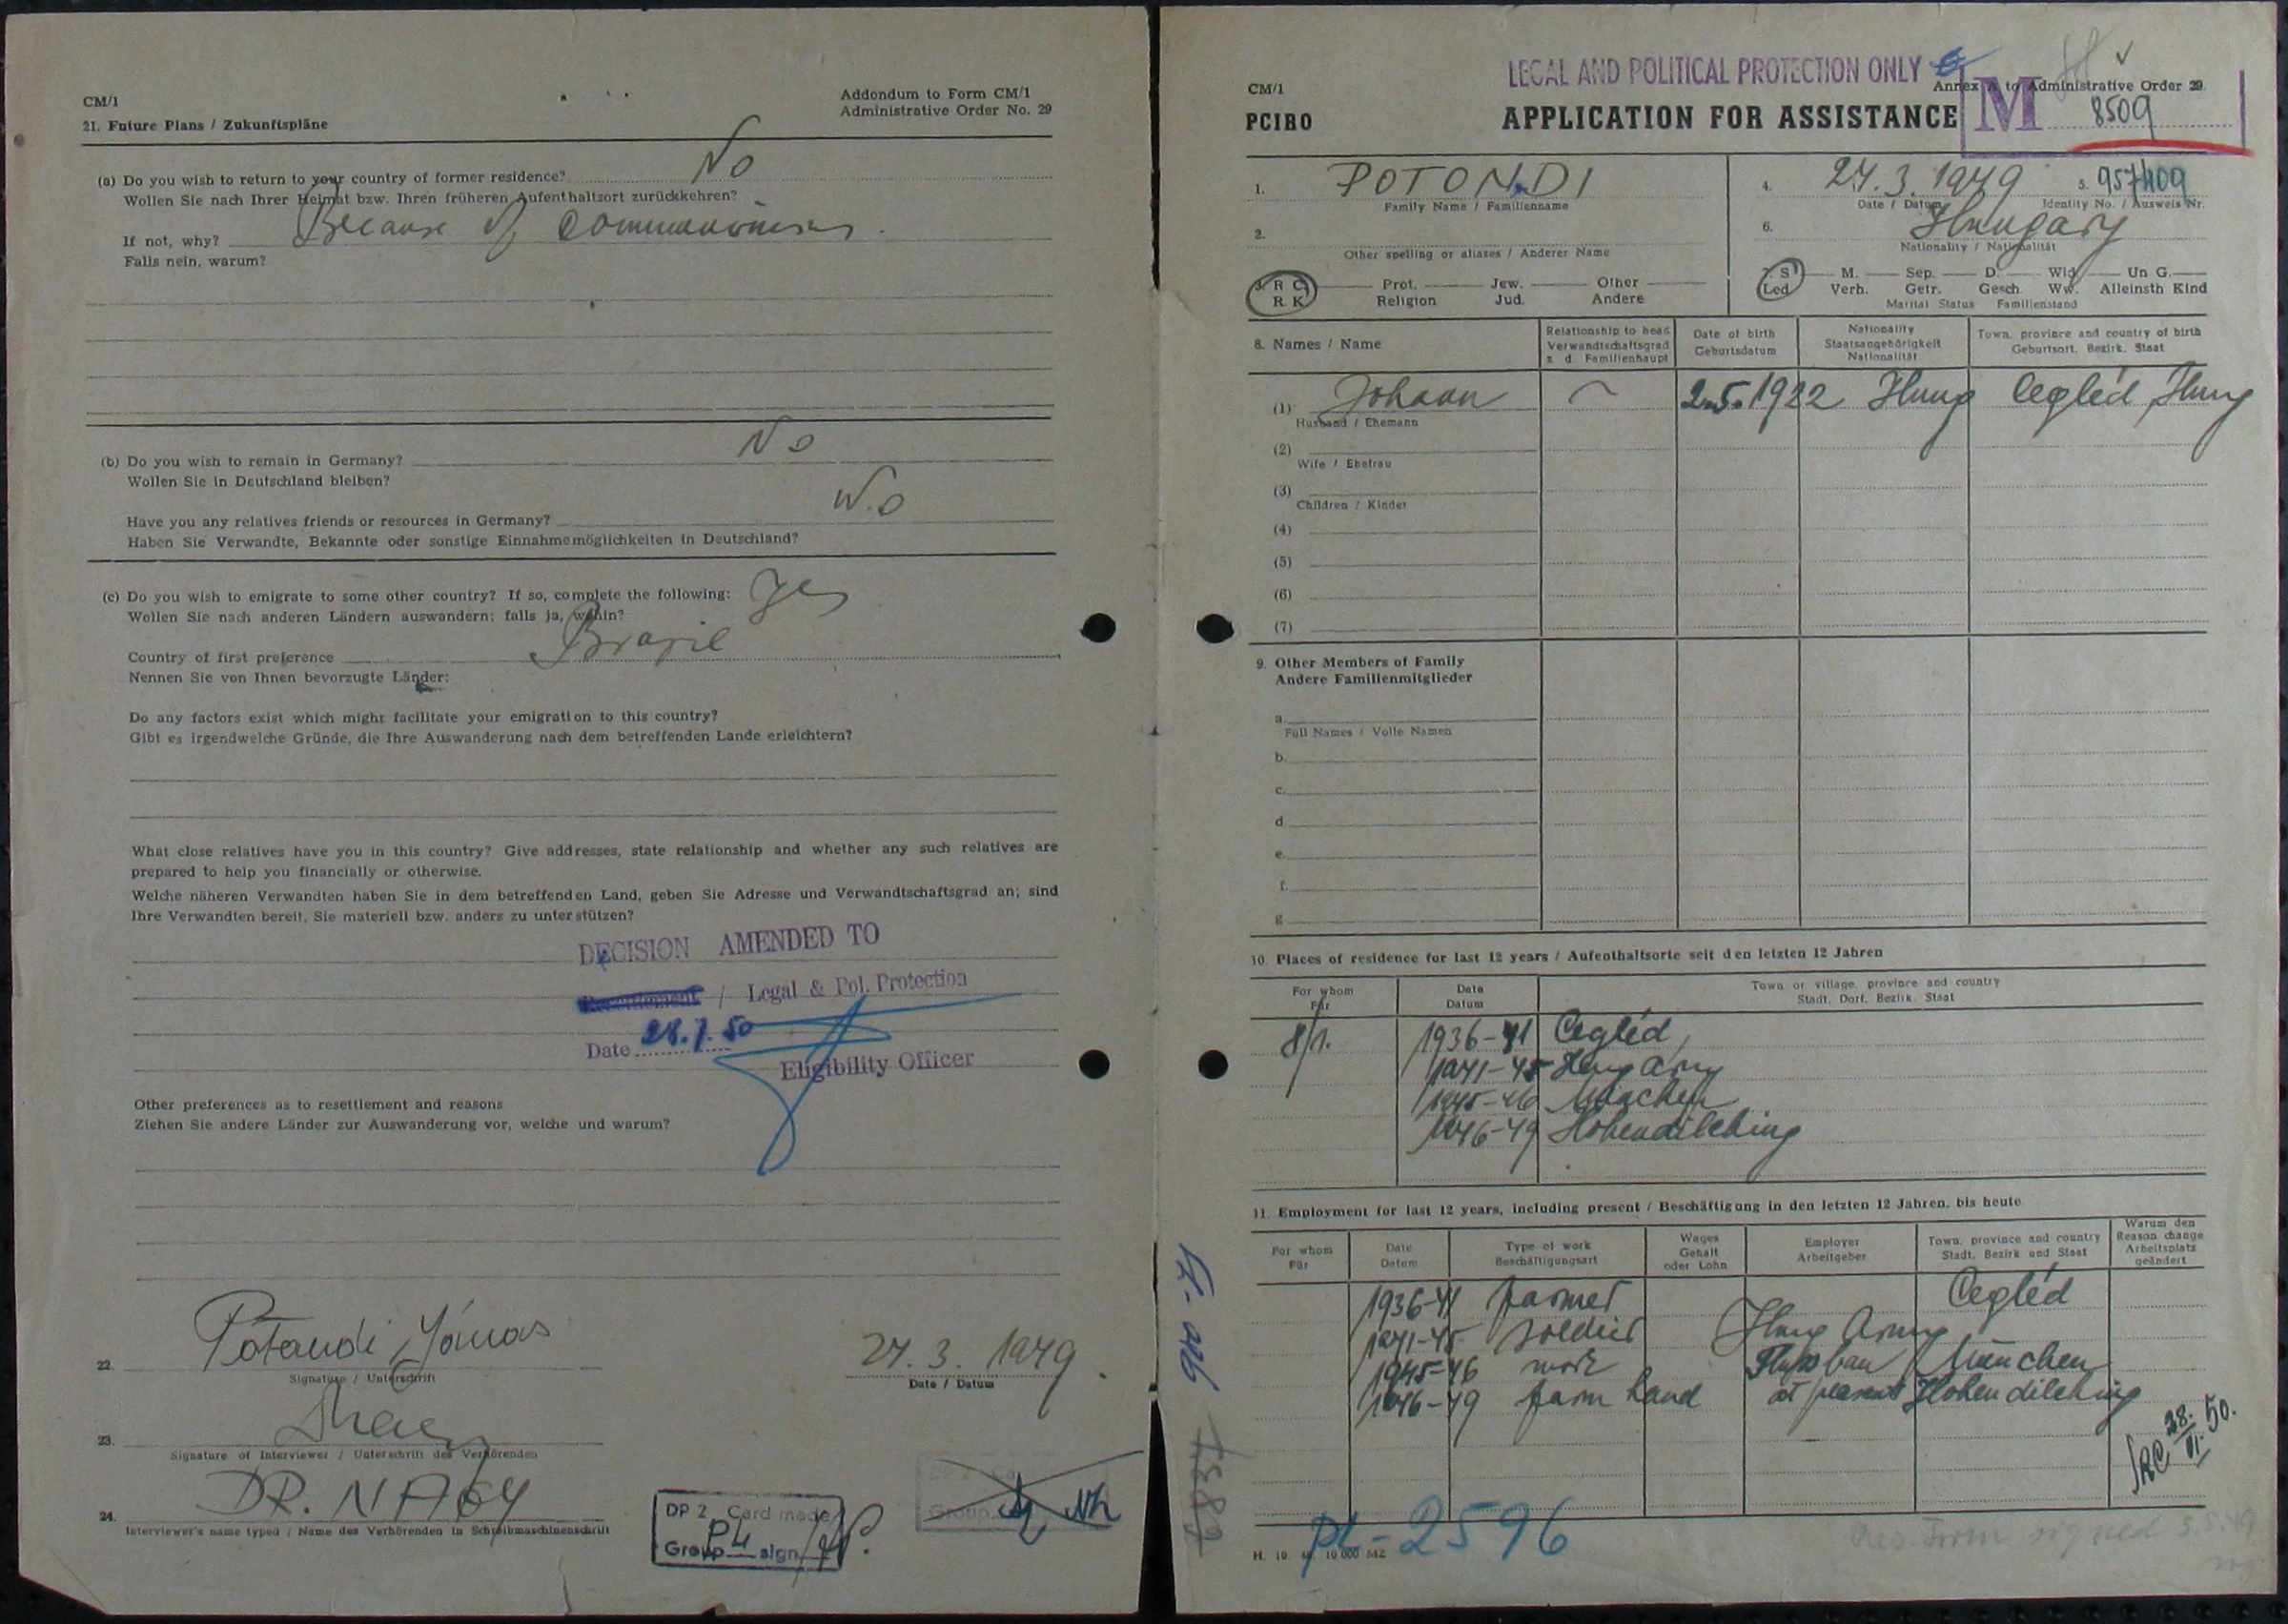 CM/1
Addondum to Form CM/1
Administrative Order No. 29
21. Future Plans / Zukunftspläne
(a) Do you wish to return to your country of former residence? No
Wollen Sie nach Ihrer Heimat bzw. Ihren früheren Aufenthaltsort zurückkehren?
If not, why? Because of
Falls nein, warum?
(b) Do you wish to remain in Germany? No
Wollen Sie in Deutschland bleiben?
Have you any relatives friends or resources in Germany? No
Haben Sie Verwandte, Bekannte oder sonstige Einnahmemöglichkeiten in Deutschland?
(c) Do you wish to emigrate to some other country? If so, complete the following: Yes
Wollen Sie nach anderen Ländern auswandern; falls ja, wohin?
Country of first preference Brazil
Nennen Sie von Ihnen bevorzugte Länder:
Do any factors exist which might facilitate your emigration to this country?
Gibt es irgendwelche Gründe, die Ihre Auswanderung nach dem betreffenden Lande erleichtern?
What close relatives have you in this country? Give addresses, state relationship and whether any such relatives are
prepared to help you financially or otherwise.
Welche näheren Verwandten haben Sie in dem betreffenden Land, geben Sie Adresse und Verwandtschaftsgrad an; sind
Ihre Verwandten bereit, Sie materiell bzw. anders zu unterstützen?
DECISION AMENDED TO
/ Legal & Pol. Protection
Date 28.7.50
Eligibility Officer
Other preferences as to resettlement and reasons
Ziehen Sie andere Länder zur Auswanderung vor, welche und warum?
22. Potondi János
Signature / Unterschrift
24. 3. 1949.
Date / Datum
23.
Signature of Interviewer / Unterschrift des Verhörenden
24. DR. NAGY
Interviewer's name typed / Name des Verhörenden in Schreibmaschinenschrift
DP 2 Card made
Group P4 sign
LEGAL AND POLITICAL PROTECTION ONLY
CM/1
Annex A to Administrative Order 29.
PCIRO
APPLICATION FOR ASSISTANCE
M 8509
1. POTONDI
Family Name / Familienname
4. 24.3.1949
Date / Datum
5. 957409
Identity No. / Ausweis Nr.
2.
Other spelling or aliases / Anderer Name
6. Hungary
Nationality / Nationalität
3. R C. Prot. Jew. Other
R. K. Religion Jud. Andere
7. S M. Sep. D. Wid. Un G.
Led. Verh. Getr. Gesch. Ww. Alleinsth Kind
Marital Status Familienstand
8. Names / Name
Relationship to head
Verwandtschaftsgrad
z. d. Familienhaupt
Date of birth
Geburtsdatum
Nationality
Staatsangehörigkeit
Nationalität
Town, province and country of birth
Geburtsort, Bezirk, Staat
(1) Johann 2.5.1922 Hung Cegléd, Hung
Husband / Ehemann
(2)
Wife / Ehefrau
(3)
Children / Kinder
(4)
(5)
(6)
(7)
9. Other Members of Family
Andere Familienmitglieder
a.
Full Names / Volle Namen
b.
c.
d.
e.
f.
g.
10. Places of residence for last 12 years / Aufenthaltsorte seit den letzten 12 Jahren
For whom
Für
Date
Datum
Town or village, province and country
Stadt, Dorf, Bezirk, Staat
8/1. 1936-41 Cegléd,
1941-45 Hung Army
1945-46 München
1946-49 Hohendilching
11. Employment for last 12 years, including present / Beschäftigung in den letzten 12 Jahren, bis heute
For whom
Für
Date
Datum
Type of work
Beschäftigungsart
Wages
Gehalt
oder Lohn
Employer
Arbeitgeber
Town, province and country
Stadt, Bezirk und Staat
Warum den
Reason change
Arbeitsplatz
geändert
1936-41 farmer Cegléd
1941-45 soldier Hung Army
1945-46 work Flussbau München
1946-49 farm hand at present Hohendilching
PL-2596
H. 10. 10 000 MZ